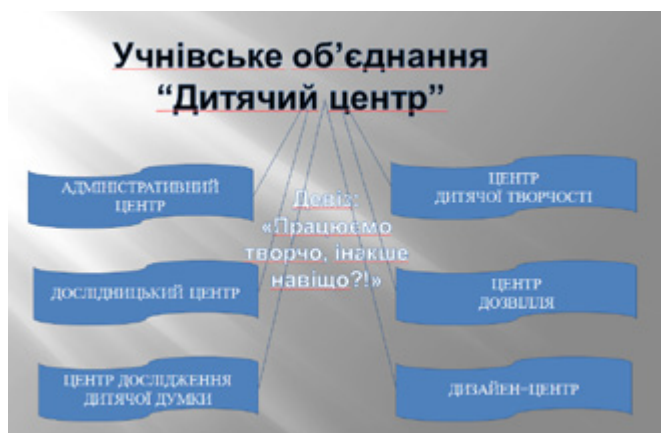 Учнівське об’єднання
“Дитячий центр”
АДМІНІСТРАТИВНИЙ
ЦЕНТР
ЦЕНТР
ДИТЯЧОЇ ТВОРЧОСТІ
Девіз:
«Працюємо
творчо, інакше
навіщо?!»
ДОСЛІДНИЦЬКИЙ ЦЕНТР
ЦЕНТР
ДОЗВІЛЛЯ
ЦЕНТР ДОСЛІДЖЕННЯ
ДИТЯЧОЇ ДУМКИ
ДИЗАЙЕН-ЦЕНТР